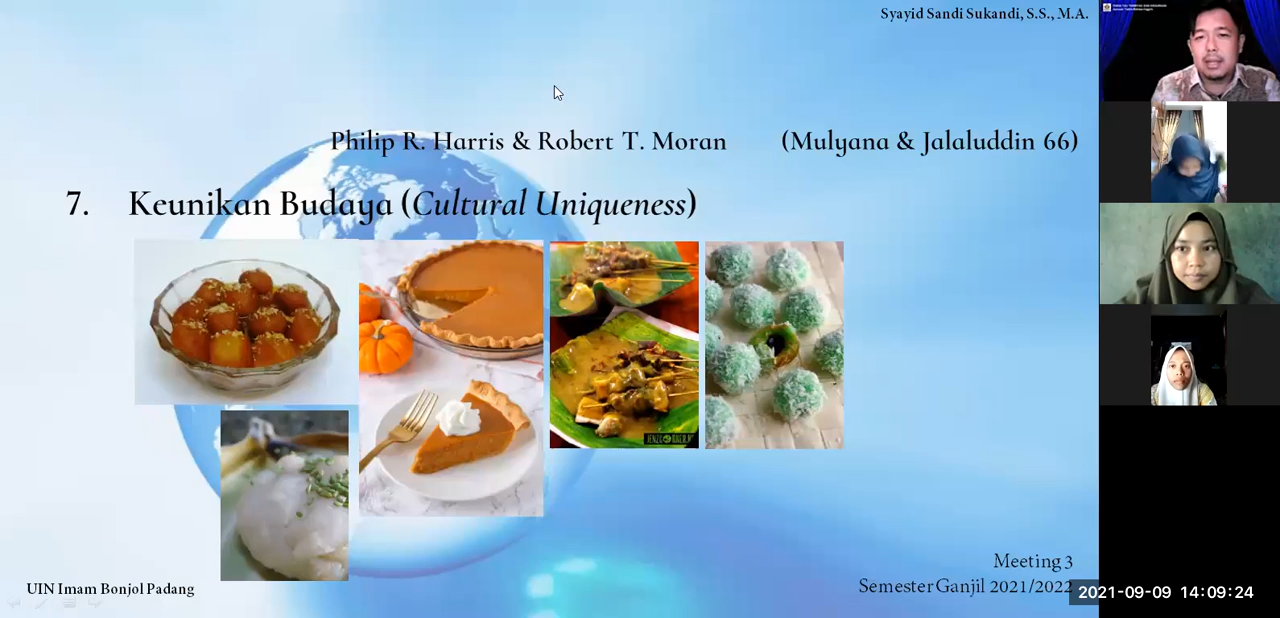 Syayid Sandi Sukandi, S.S., M.A.
Philip R. Harris & Robert T. Moran (Mulyana & Jalaluddin 66)
7. Keunikan Budaya (Cultural Uniqueness)
Meeting 3
UIN Imam Bonjol Padang
Semester Ganjil 2021/2022
2021-09-09 14:09:24